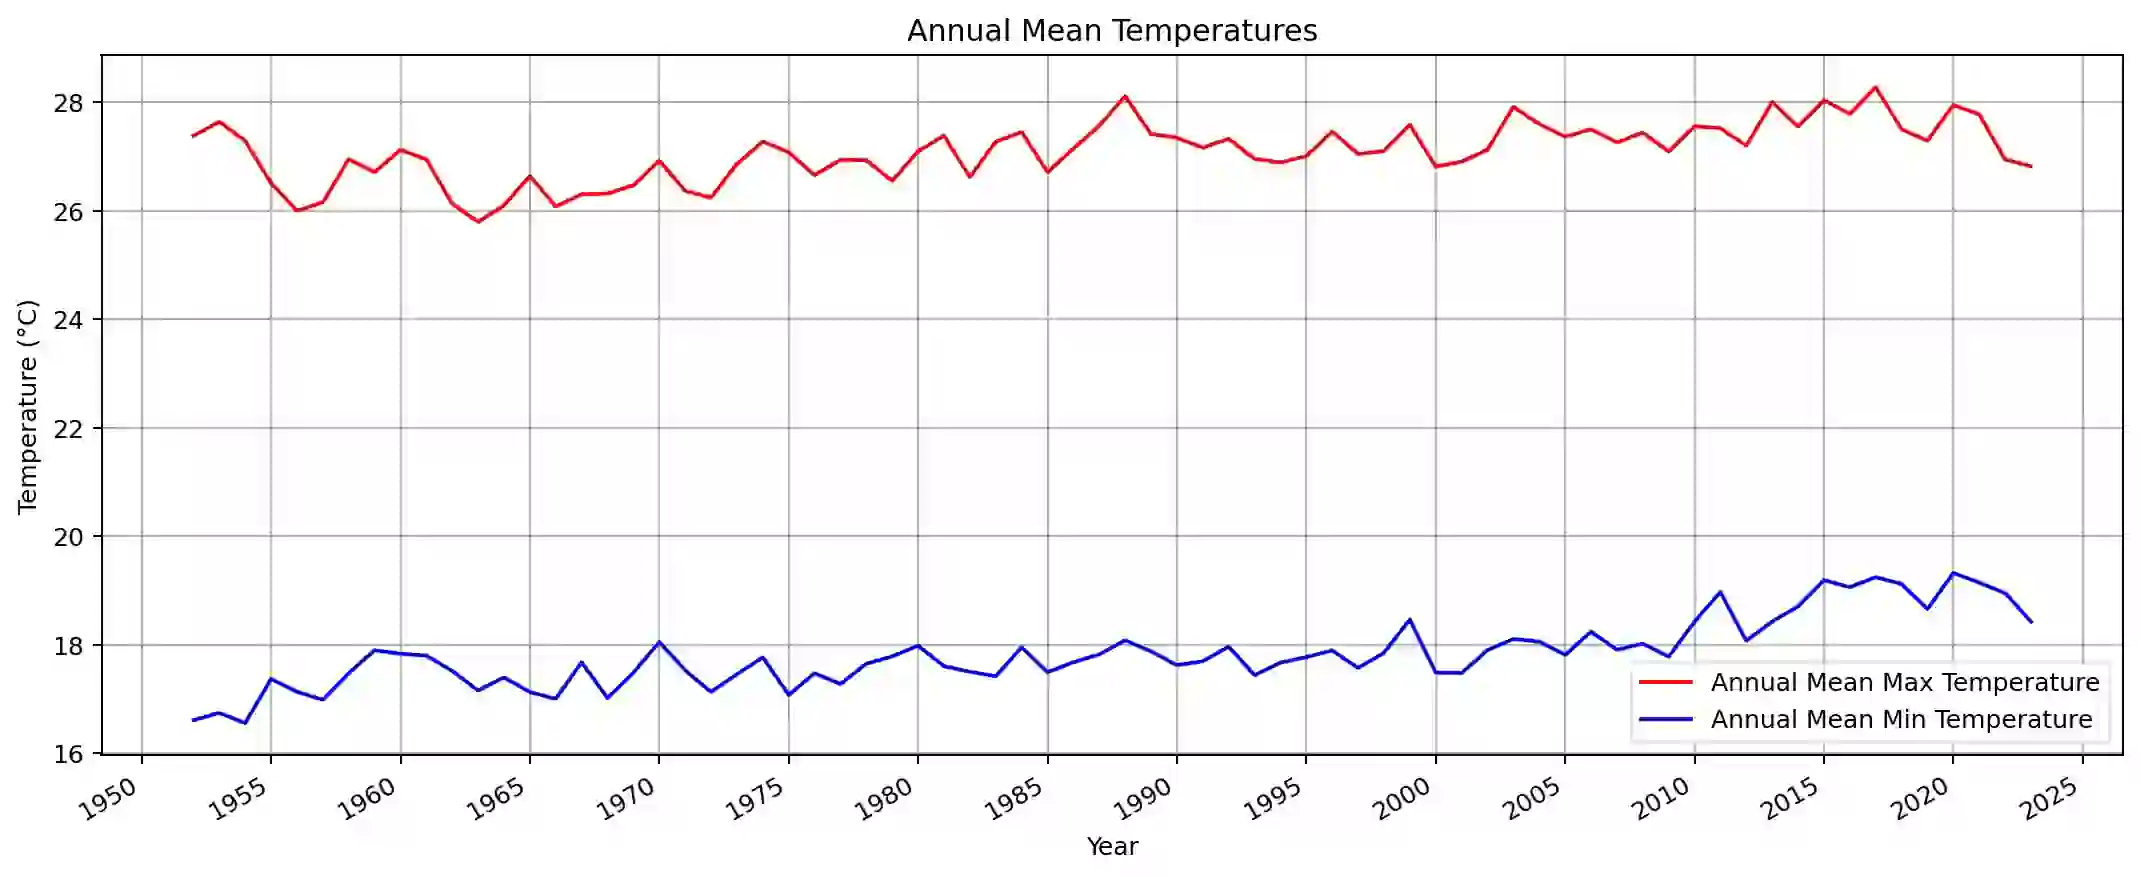 Annual Mean Temperatures
Temperature (°C)
28
26
24
22
20
18
16
Annual Mean Max Temperature
Annual Mean Min Temperature
1950 1955 1960 1965 1970 1975 1980 1985 1990 1995 2000 2005 2010 2015 2020 2025
Year